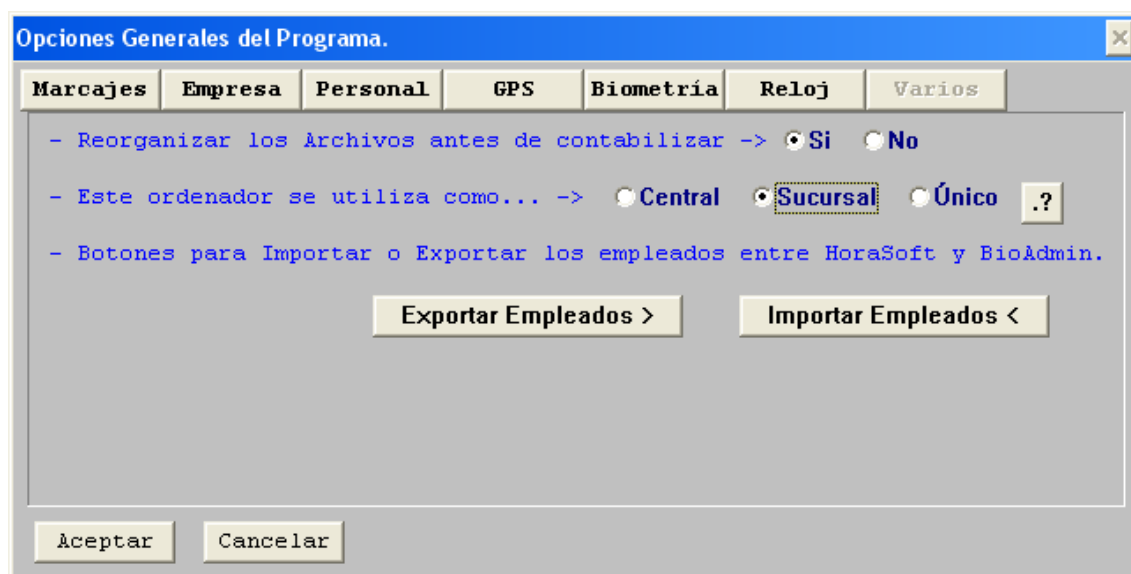 Opciones Generales del Programa.
Marcajes Empresa Personal GPS Biometría Reloj Varios
- Reorganizar los Archivos antes de contabilizar -> Si No
- Este ordenador se utiliza como... -> Central Sucursal Único .?
- Botones para Importar o Exportar los empleados entre HoraSoft y BioAdmin.
Exportar Empleados > Importar Empleados <
Aceptar Cancelar